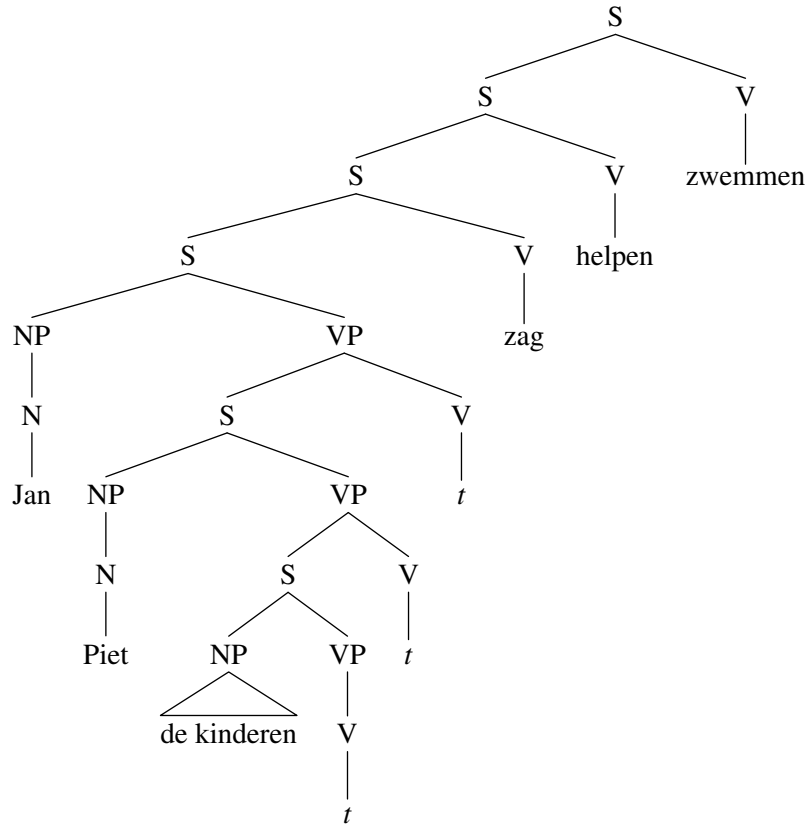 S
S V
S V zwemmen
S V helpen
NP VP zag
N S V
Jan NP VP t
N S V
Piet NP VP t
de kinderen V
t